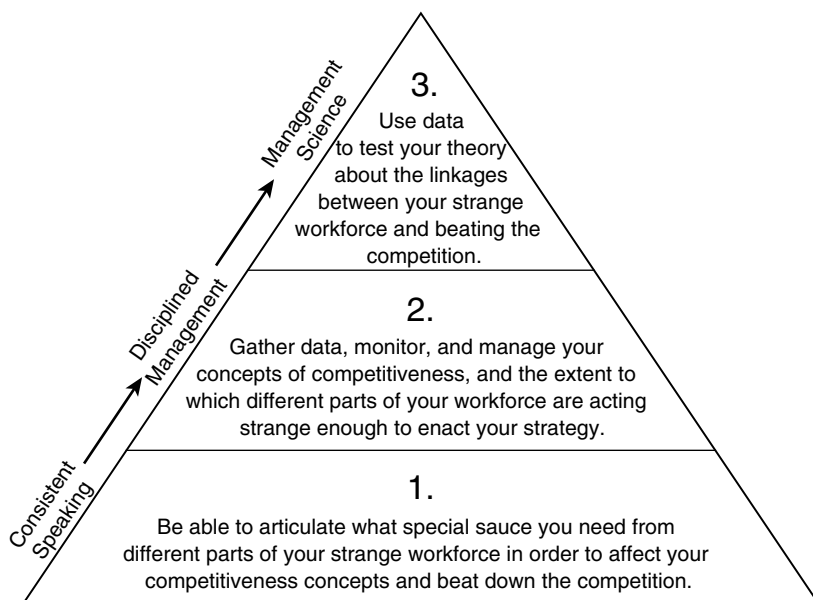 Management
Science
3.
Use data
to test your theory
about the linkages
between your strange
workforce and beating the
competition.
Disciplined
Management
2.
Gather data, monitor, and manage your
concepts of competitiveness, and the extent to
which different parts of your workforce are acting
strange enough to enact your strategy.
Consistent
Speaking
1.
Be able to articulate what special sauce you need from
different parts of your strange workforce in order to affect your
competitiveness concepts and beat down the competition.